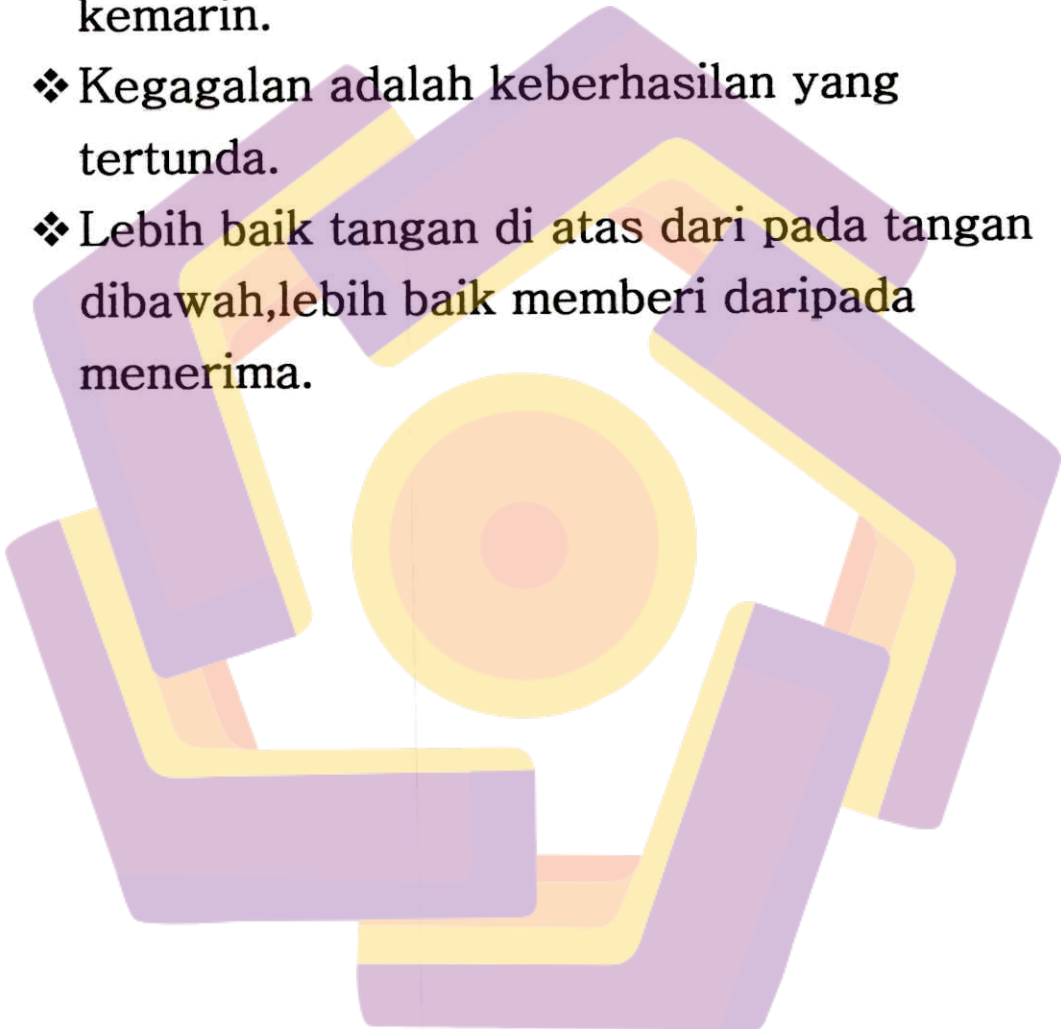 kemarin.
❖ Kegagalan adalah keberhasilan yang
tertunda.
❖ Lebih baik tangan di atas dari pada tangan
dibawah,lebih baik memberi daripada
menerima.